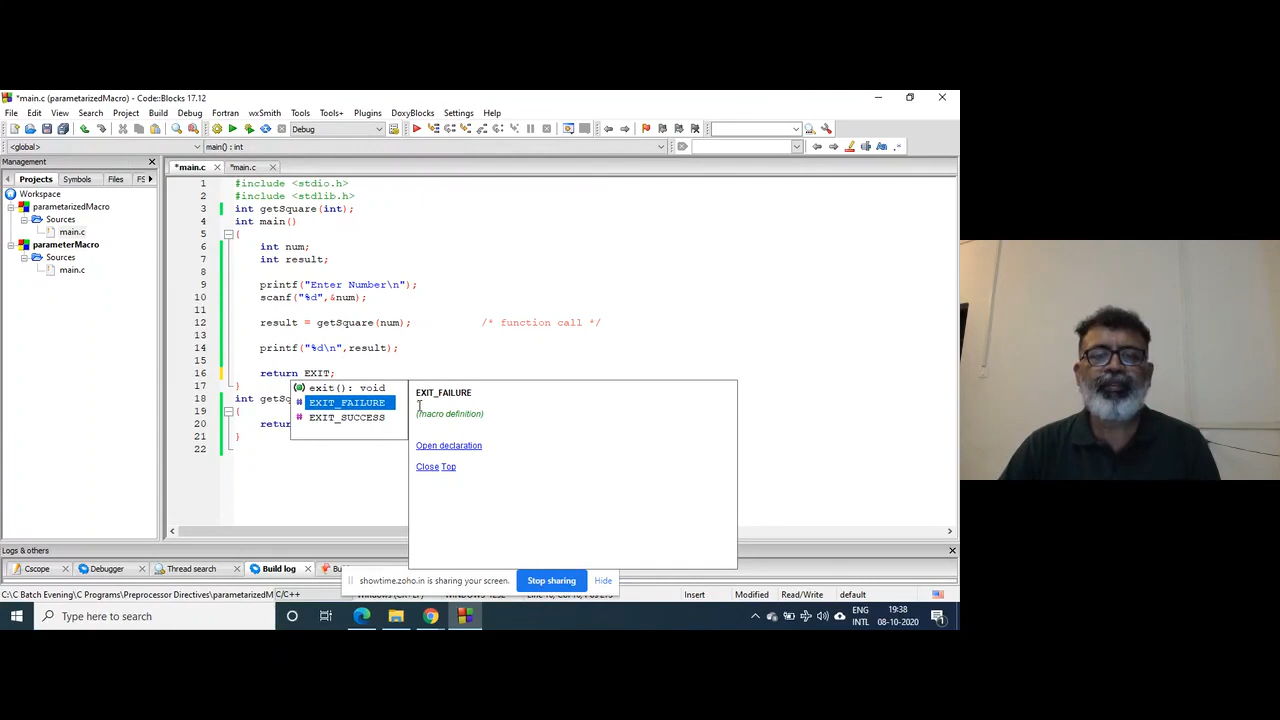 *main.c (parametarizedMacro) - Code::Blocks 17.12
File Edit View Search Project Build Debug Fortran wxSmith Tools Tools+ Plugins DoxyBlocks Settings Help
Debug
<global>
main() : int
Management
Projects Symbols Files FS
*main.c *main.c
Workspace
parametarizedMacro
Sources
main.c
parameterMacro
Sources
main.c
1 #include <stdio.h>
2 #include <stdlib.h>
3 int getSquare(int);
4 int main()
5 {
6 int num;
7 int result;
8
9 printf("Enter Number\n");
10 scanf("%d",&num);
11
12 result = getSquare(num); /* function call */
13
14 printf("%d\n",result);
15
16 return EXIT;
17 }
18 int getSq
19 {
20 retur
21 }
22
exit(): void
EXIT_FAILURE
EXIT_SUCCESS
EXIT_FAILURE
(macro definition)
Open declaration
Close Top
Logs & others
Cscope Debugger Search results Build log
showtime.zoho.in is sharing your screen. Stop sharing Hide
C:\C Batch Evening\C Programs\Preprocessor Directives\parametarizedM C/C++ Insert Modified Read/Write default
Type here to search
ENG
INTL
19:38
08-10-2020
1